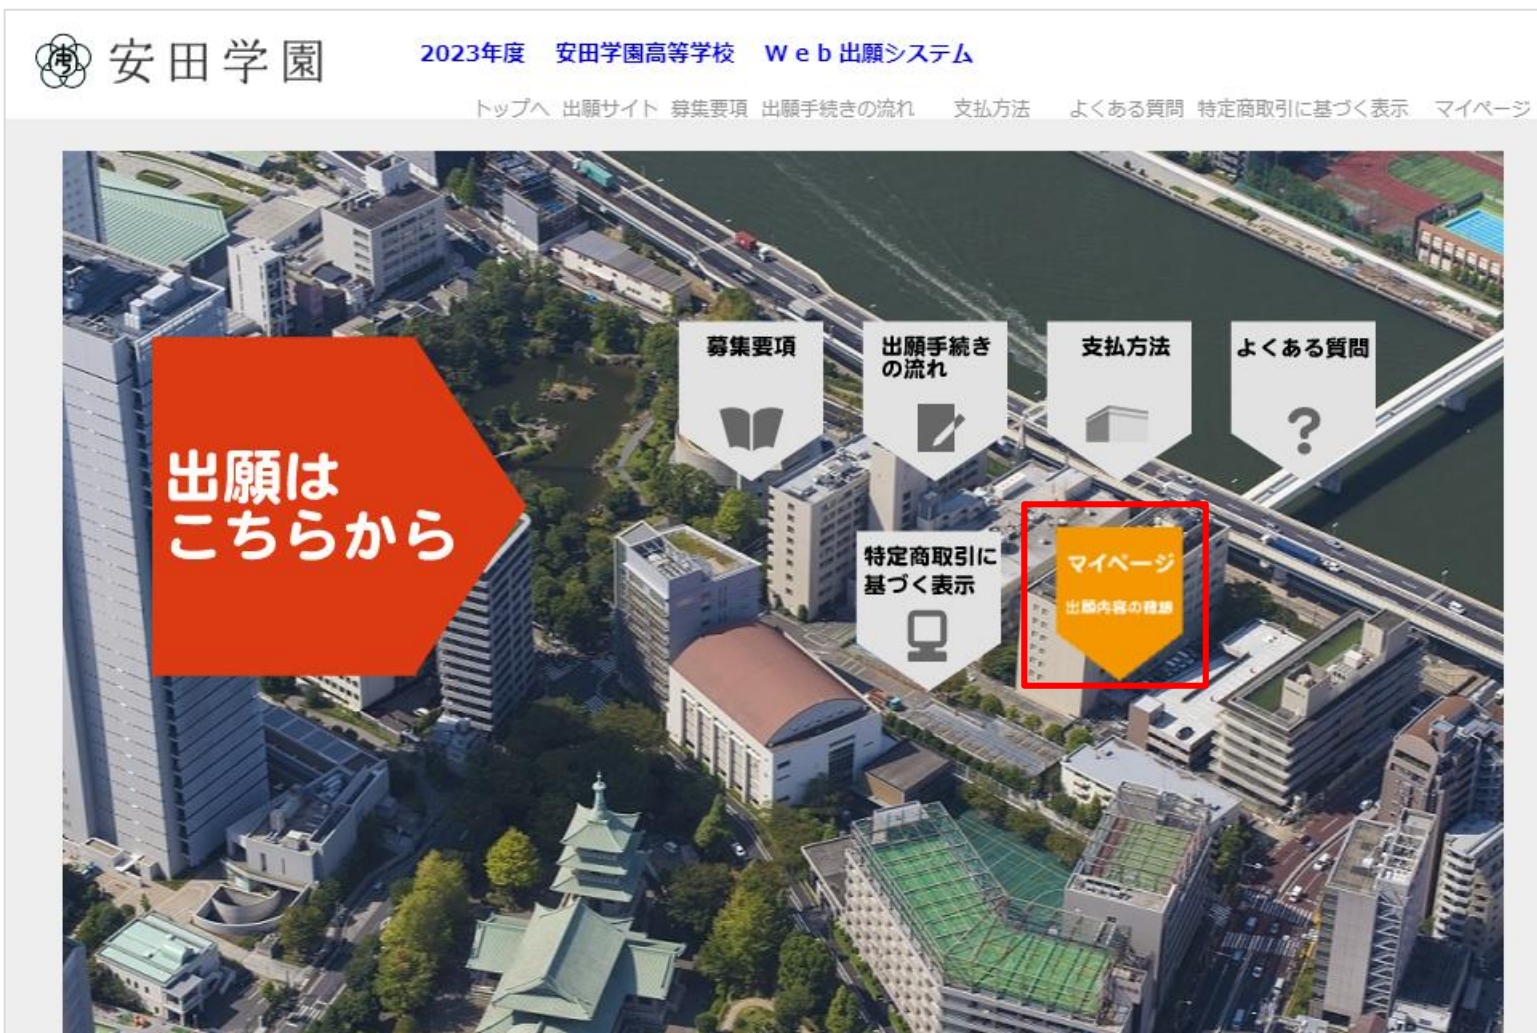 安田学園
2023年度 安田学園高等学校 Ｗｅｂ出願システム
トップへ 出願サイト 募集要項 出願手続きの流れ 支払方法 よくある質問 特定商取引に基づく表示 マイページ
募集要項
出願手続き
の流れ
支払方法
よくある質問
?
出願は
こちらから
特定商取引に
基づく表示
マイページ
出願内容の確認